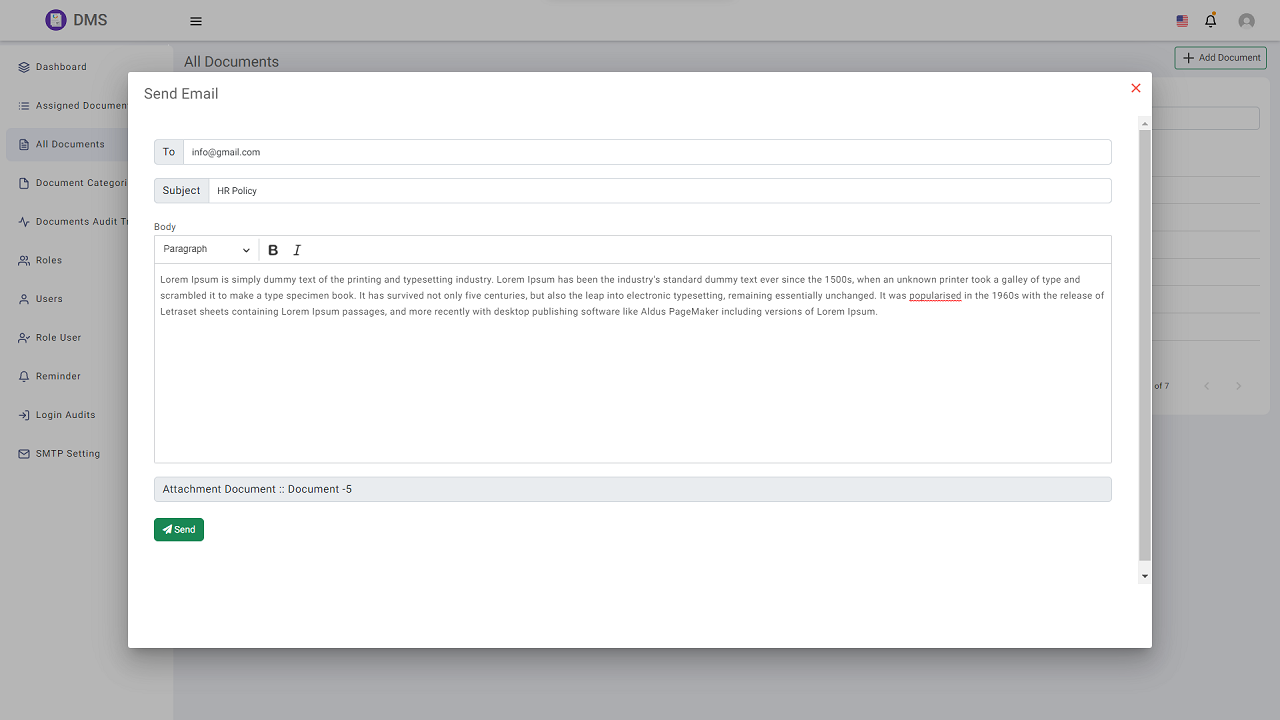 DMS
All Documents
Add Document
Dashboard
Assigned Documen
All Documents
Document Categori
Documents Audit Tr
Roles
Users
Role User
Reminder
Login Audits
SMTP Setting
Send Email
To info@gmail.com
Subject HR Policy
Body
Paragraph B I
Lorem Ipsum is simply dummy text of the printing and typesetting industry. Lorem Ipsum has been the industry's standard dummy text ever since the 1500s, when an unknown printer took a galley of type and
scrambled it to make a type specimen book. It has survived not only five centuries, but also the leap into electronic typesetting, remaining essentially unchanged. It was popularised in the 1960s with the release of
Letraset sheets containing Lorem Ipsum passages, and more recently with desktop publishing software like Aldus PageMaker including versions of Lorem Ipsum.
Attachment Document :: Document -5
Send
of 7